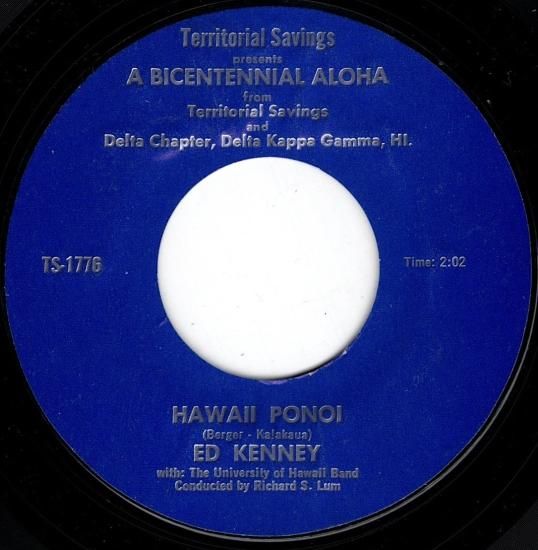 Territorial Savings
presents
A BICENTENNIAL ALOHA
from
Territorial Savings
and
Delta Chapter, Delta Kappa Gamma, HI.
TS-1776
Time: 2:02
HAWAII PONOI
(Berger - Kalakaua)
ED KENNEY
with: The University of Hawaii Band
Conducted by Richard S. Lum